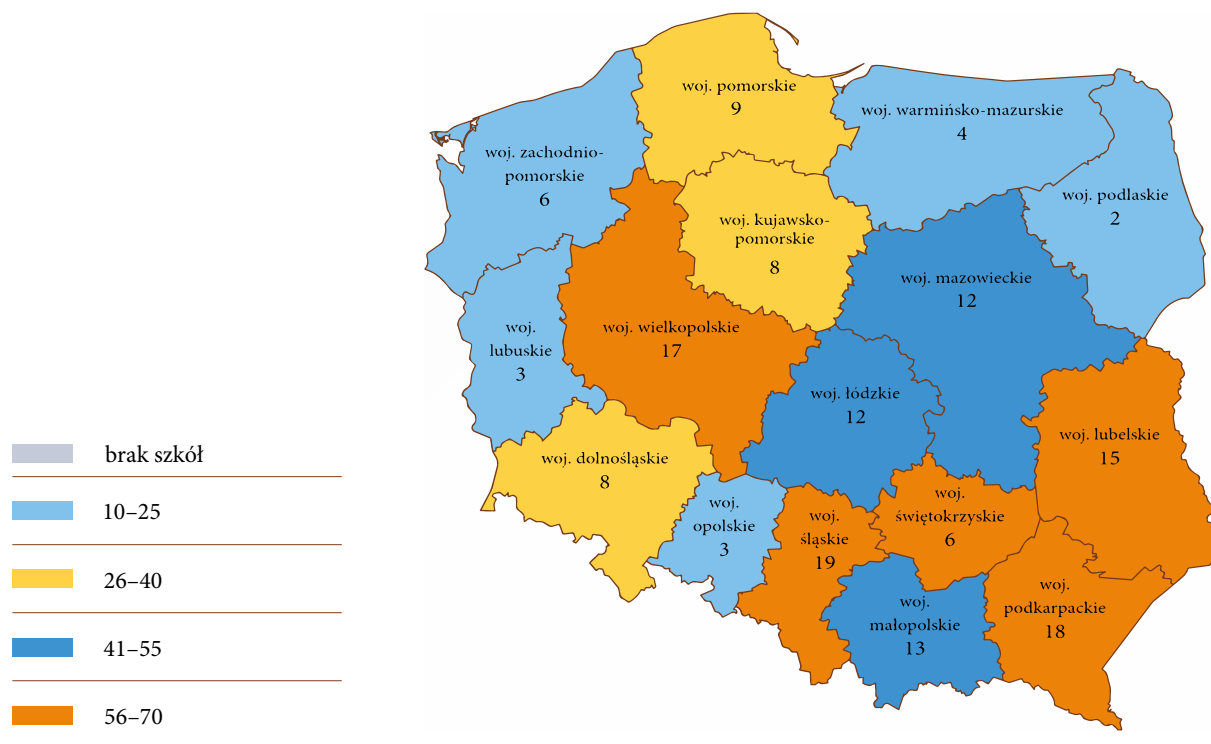 woj. pomorskie
9
woj. warmińsko-mazurskie
4
woj. zachodnio-
pomorskie
6
woj. podlaskie
2
woj. kujawsko-
pomorskie
8
woj. mazowieckie
12
woj.
lubuskie
3
woj. wielkopolskie
17
woj. łódzkie
12
woj. lubelskie
15
woj. dolnośląskie
8
woj.
opolskie
3
woj.
śląskie
19
woj.
świętokrzyskie
6
woj.
małopolskie
13
woj.
podkarpackie
18
brak szkół
10–25
26–40
41–55
56–70